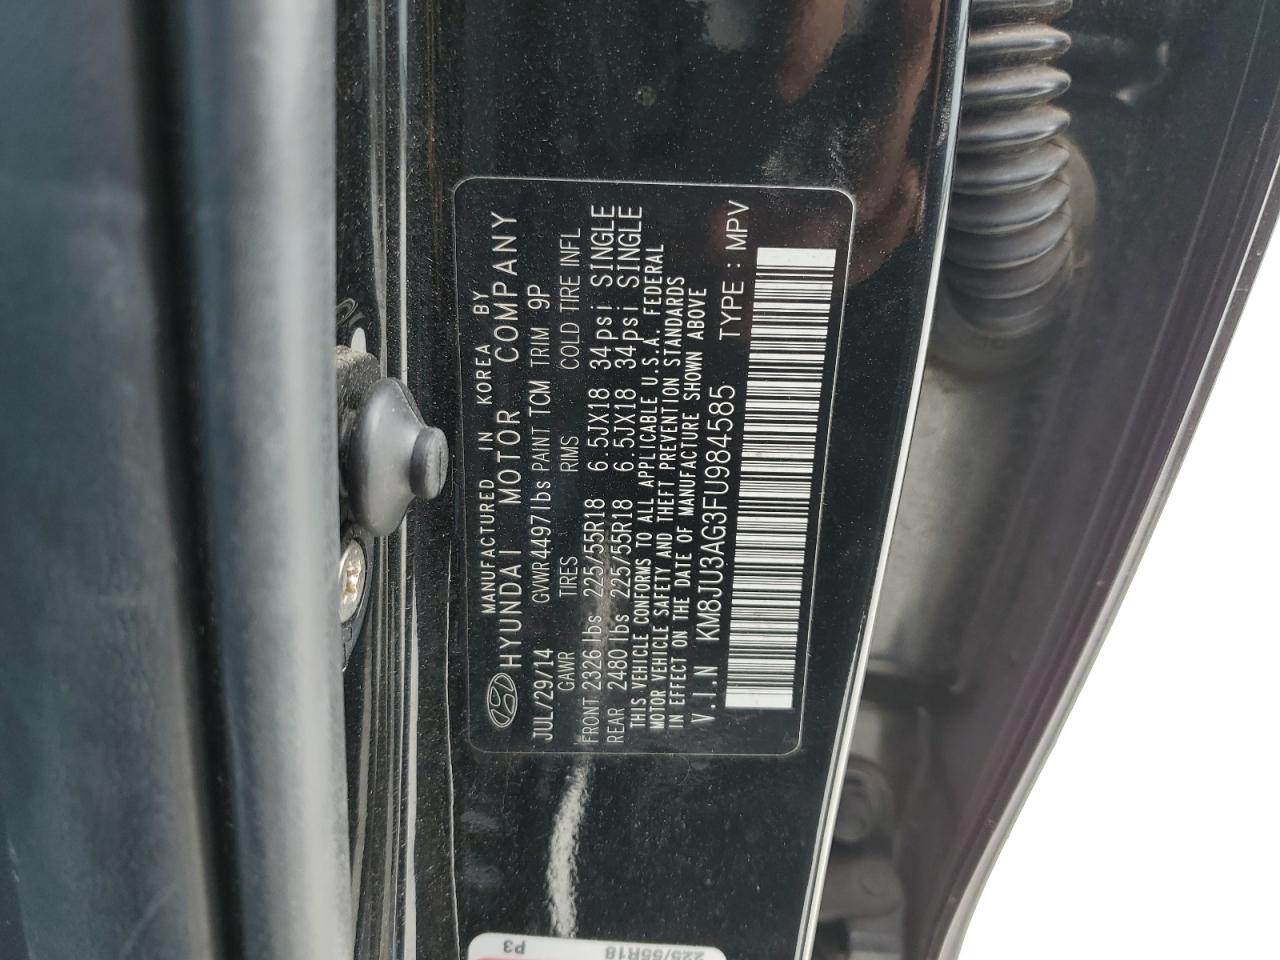 MANUFACTURED IN KOREA BY
HYUNDAI MOTOR COMPANY
JUL/29/14 GVWR 4497lbs PAINT TCM TRIM 9P
GAWR TIRES RIMS COLD TIRE INFL
FRONT 2326 lbs 225/55R18 6.5JX18 34psi SINGLE
REAR 2480 lbs 225/55R18 6.5JX18 34psi SINGLE
THIS VEHICLE CONFORMS TO ALL APPLICABLE U.S.A. FEDERAL
MOTOR VEHICLE SAFETY AND THEFT PREVENTION STANDARDS
IN EFFECT ON THE DATE OF MANUFACTURE SHOWN ABOVE
V.I.N KM8JU3AG3FU984585 TYPE : MPV
P3
225/55R18